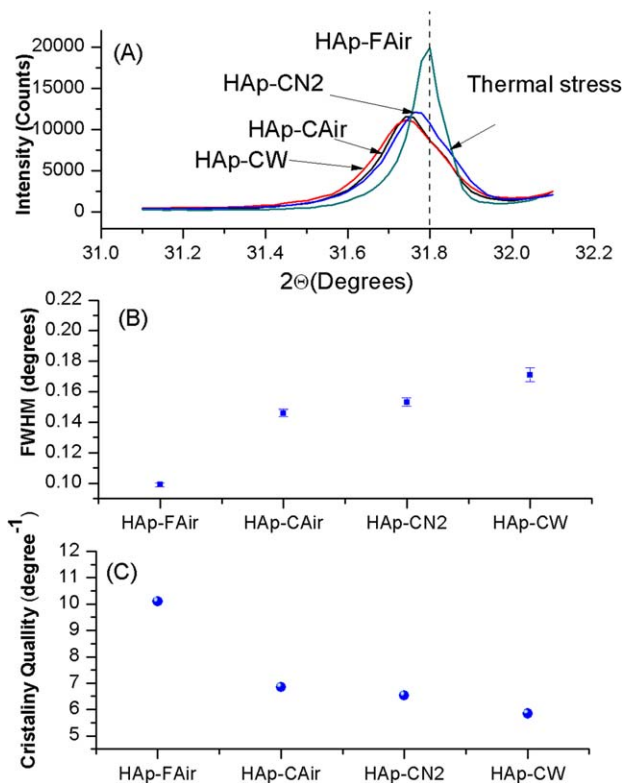 (A)
20000
15000
10000
5000
0
Intensity (Counts)
HAp-FAir
HAp-CN2
Thermal stress
HAp-CAir
HAp-CW
31.0 31.2 31.4 31.6 31.8 32.0 32.2
2Θ(Degrees)
(B)
0.22
0.20
0.18
0.16
0.14
0.12
0.10
FWHM (degrees)
HAp-FAir HAp-CAir HAp-CN2 HAp-CW
(C)
12
11
10
9
8
7
6
5
Cristaliny Quallity (degree⁻¹)
HAp-FAir HAp-CAir HAp-CN2 HAp-CW